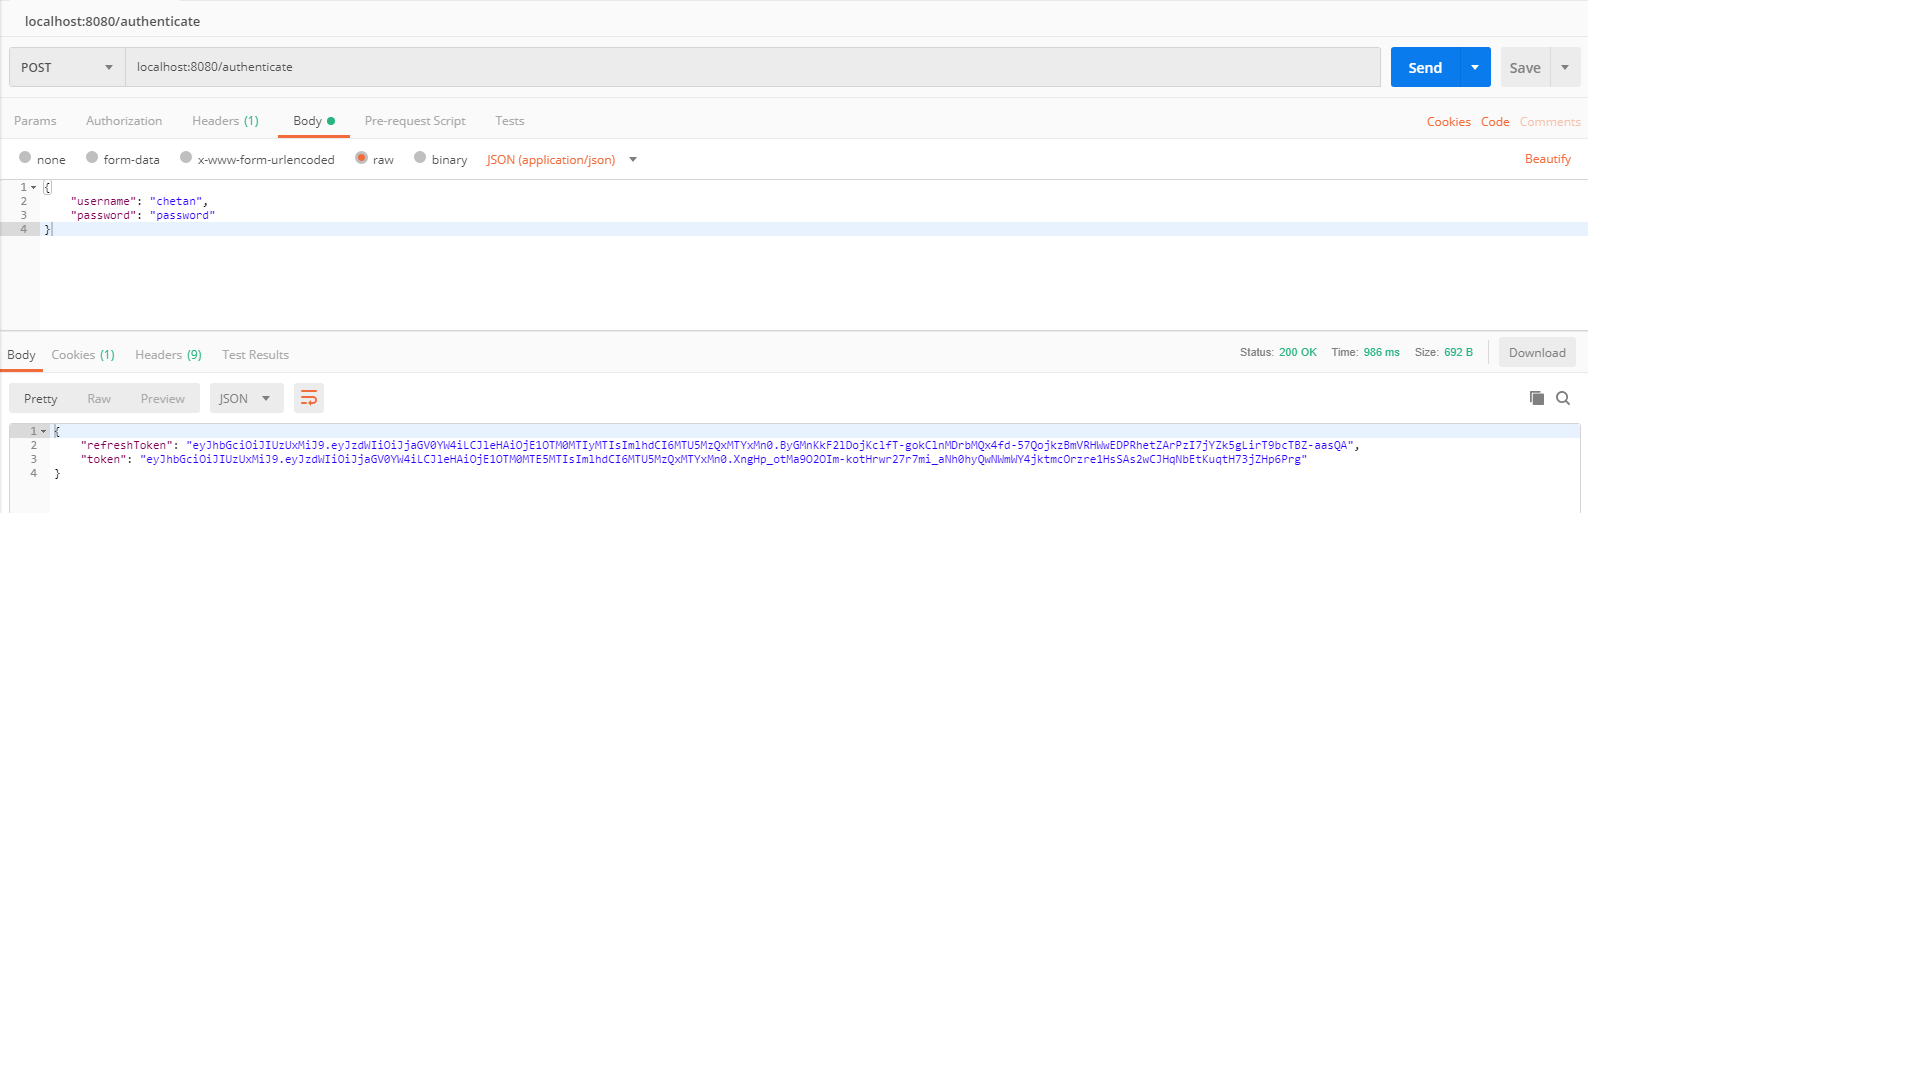 localhost:8080/authenticate
POST localhost:8080/authenticate Send Save
Params Authorization Headers (1) Body Pre-request Script Tests Cookies Code Comments
none form-data x-www-form-urlencoded raw binary JSON (application/json) Beautify
1 {
2 "username": "chetan",
3 "password": "password"
4 }
Body Cookies (1) Headers (9) Test Results Status: 200 OK Time: 986 ms Size: 692 B Download
Pretty Raw Preview JSON
1 {
2 "refreshToken": "eyJhbGciOiJIUzUxMiJ9.eyJzdWIiOiJjaGV0YW4iLCJleHAiOjE1OTM0MTIyMTIsImlhdCI6MTU5MzQxMTYxMn0.ByGMnKkF2lDojKclfT-gokClnMDrbMQx4fd-57QojkzBmVRHWwEDPRhetZArPzI7jYZk5gLirT9bcTBZ-aasQA",
3 "token": "eyJhbGciOiJIUzUxMiJ9.eyJzdWIiOiJjaGV0YW4iLCJleHAiOjE1OTM0MTE5MTIsImlhdCI6MTU5MzQxMTYxMn0.XngHp_otMa9O2OIm-kotHrwr27r7mi_aNh0hyQwNWmWY4jktmcOrzre1HsSAs2wCJHqNbEtKuqtH73jZHp6Prg"
4 }